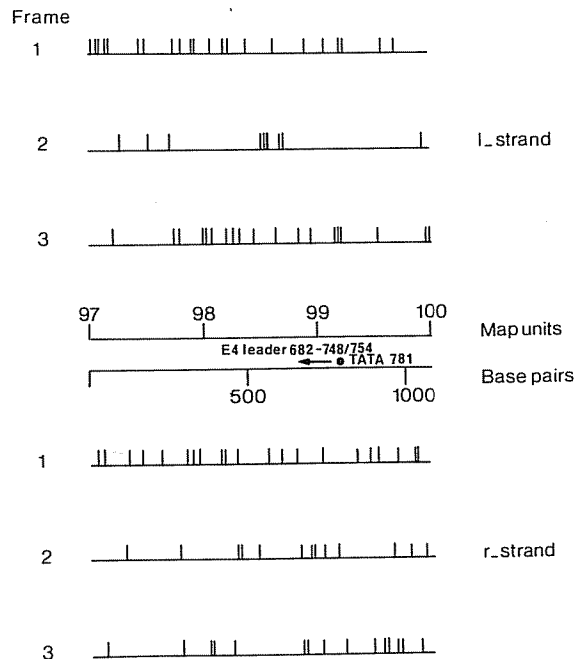 Frame
1
2 l_strand
3
97 98 99 100
Map units
E4 leader 682-748/754
TATA 781
Base pairs
500 1000
1
2 r_strand
3